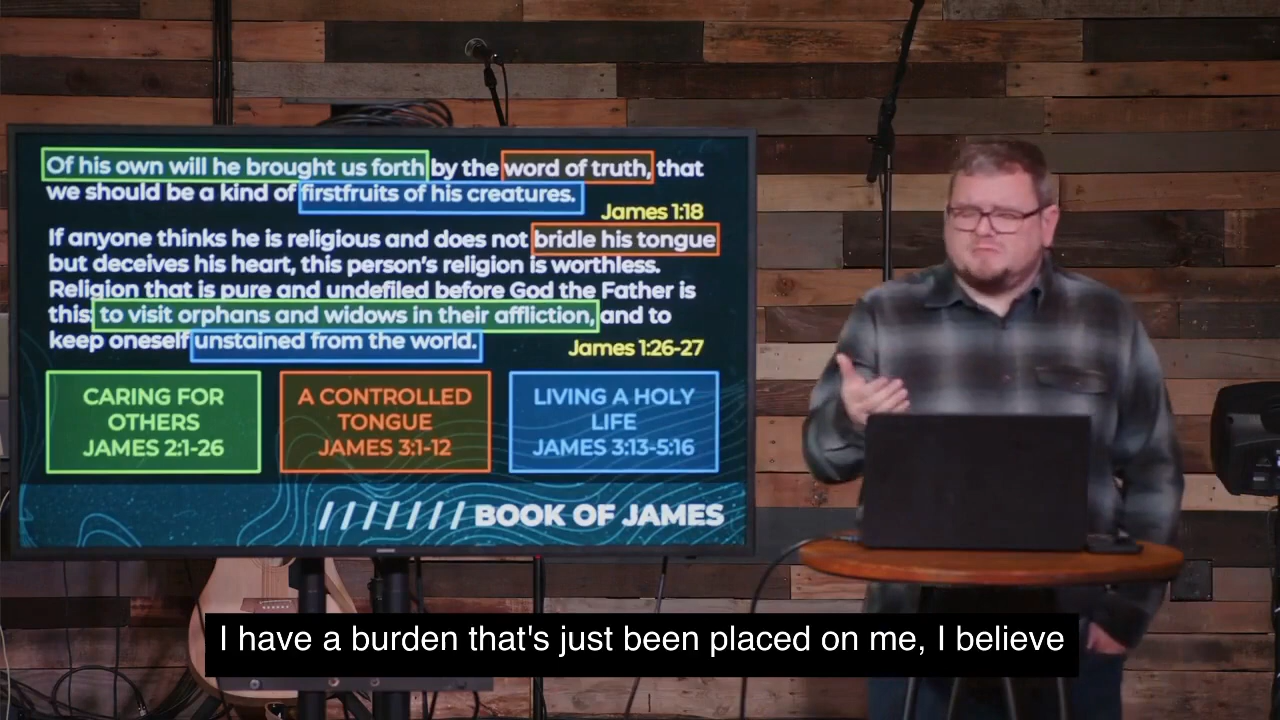 Of his own will he brought us forth by the word of truth, that
we should be a kind of firstfruits of his creatures.
James 1:18
If anyone thinks he is religious and does not bridle his tongue
but deceives his heart, this person's religion is worthless.
Religion that is pure and undefiled before God the Father is
this: to visit orphans and widows in their affliction, and to
keep oneself unstained from the world.
James 1:26-27
CARING FOR
OTHERS
JAMES 2:1-26
A CONTROLLED
TONGUE
JAMES 3:1-12
LIVING A HOLY
LIFE
JAMES 3:13-5:16
/////// BOOK OF JAMES
I have a burden that's just been placed on me, I believe